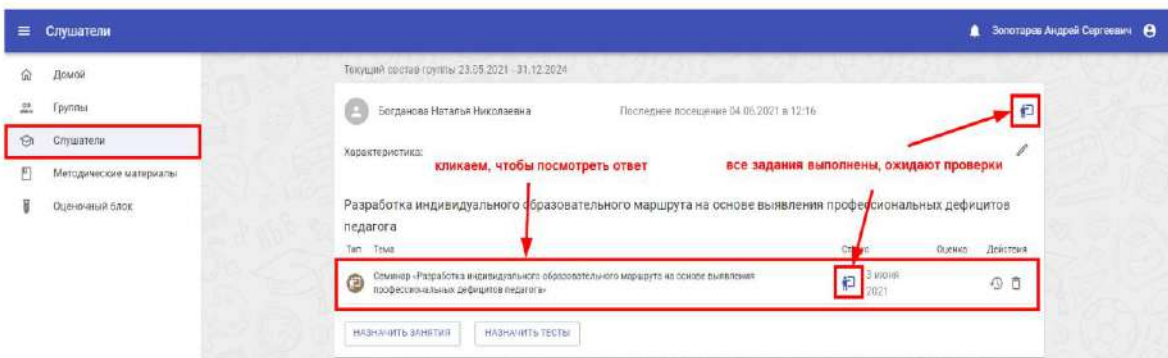 Слушатели
Золотарев Андрей Сергеевич
Домой
Группы
Слушатели
Методические материалы
Оценочный блок
Текущий состав группы 23.05.2021 - 31.12.2024
Богданова Наталья Николаевна
Последнее посещение 04.06.2021 в 12:16
Характеристика:
кликаем, чтобы посмотреть ответ
все задания выполнены, ожидают проверки
Разработка индивидуального образовательного маршрута на основе выявления профессиональных дефицитов
педагога
Тип Тема Статус Оценка Действия
Семинар «Разработка индивидуального образовательного маршрута на основе выявления
профессиональных дефицитов педагога»
3 июня
2021
НАЗНАЧИТЬ ЗАНЯТИЯ
НАЗНАЧИТЬ ТЕСТЫ